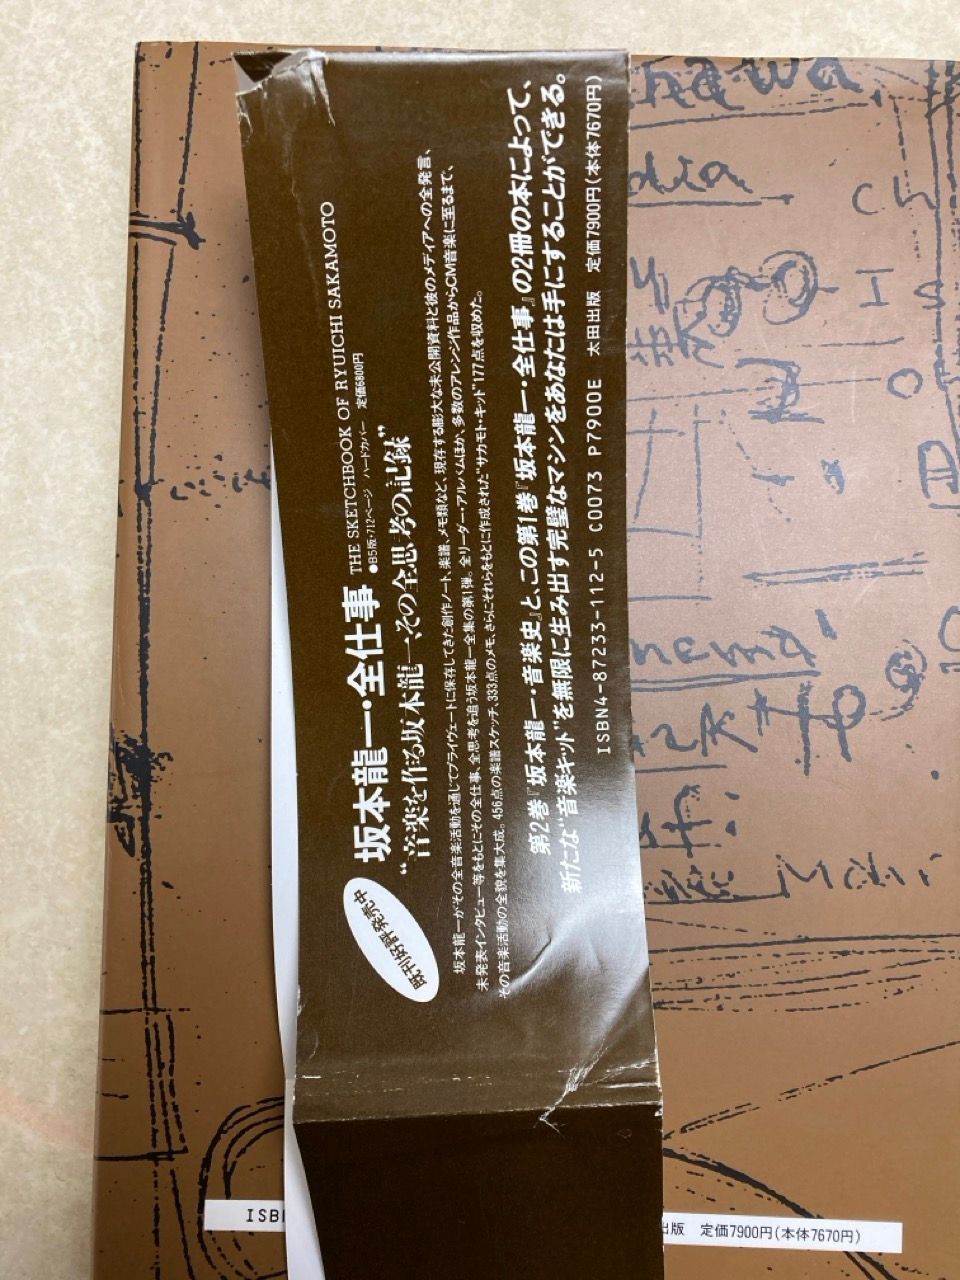 既刊好評発売中
坂本龍一・全仕事
THE SKETCHBOOK OF RYUICHI SAKAMOTO
●B5版・712ページ ハードカバー 定価6800円
“音楽を作る坂本龍一、その全思考の記録”
坂本龍一がその全音楽活動を通じてプライヴェートに保存してきた創作ノート、楽譜、メモ類など、現存する膨大な未公開資料と彼のメディアへの全発言、
未発表インタビュー等をもとにその全仕事、全思考を追う坂本龍一全集の第1弾。全リーダー・アルバムほか、多数のアレンジ作品からCM音楽に至るまで、
その音楽活動の全貌を集大成。456点の楽譜スケッチ、333点のメモ、さらにそれらをもとに作成された“サカモト・キット”177点を収めた。
第2巻『坂本龍一・音楽史』と、この第1巻『坂本龍一・全仕事』の2冊の本によって、
新たな“音楽キット”を無限に生み出す完璧なマシンをあなたは手にすることができる。
ISBN4-87233-112-5 C0073 P7900E 太田出版 定価7900円(本体7670円)
ISB
出版 定価7900円(本体7670円)